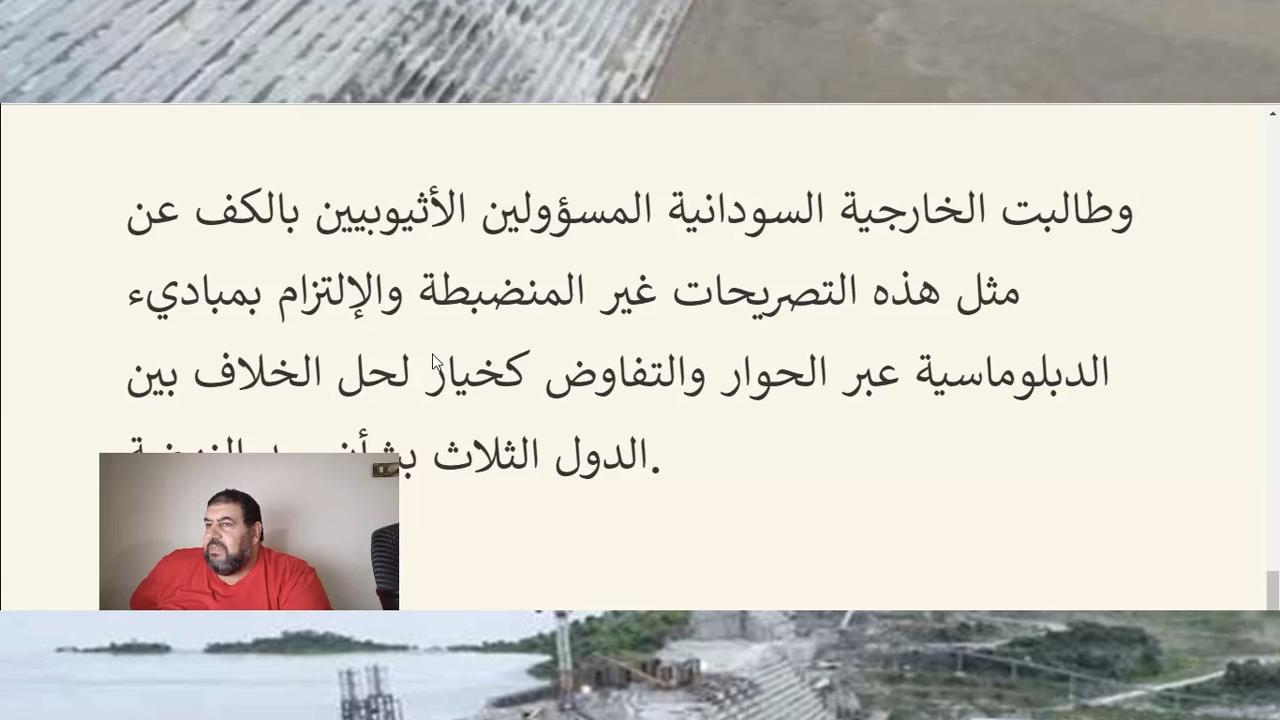 وطالبت الخارجية السودانية المسؤولين الأثيوبيين بالكف عن
مثل هذه التصريحات غير المنضبطة والإلتزام بمباديء
الدبلوماسية عبر الحوار والتفاوض كخيار لحل الخلاف بين
الدول الثلاث